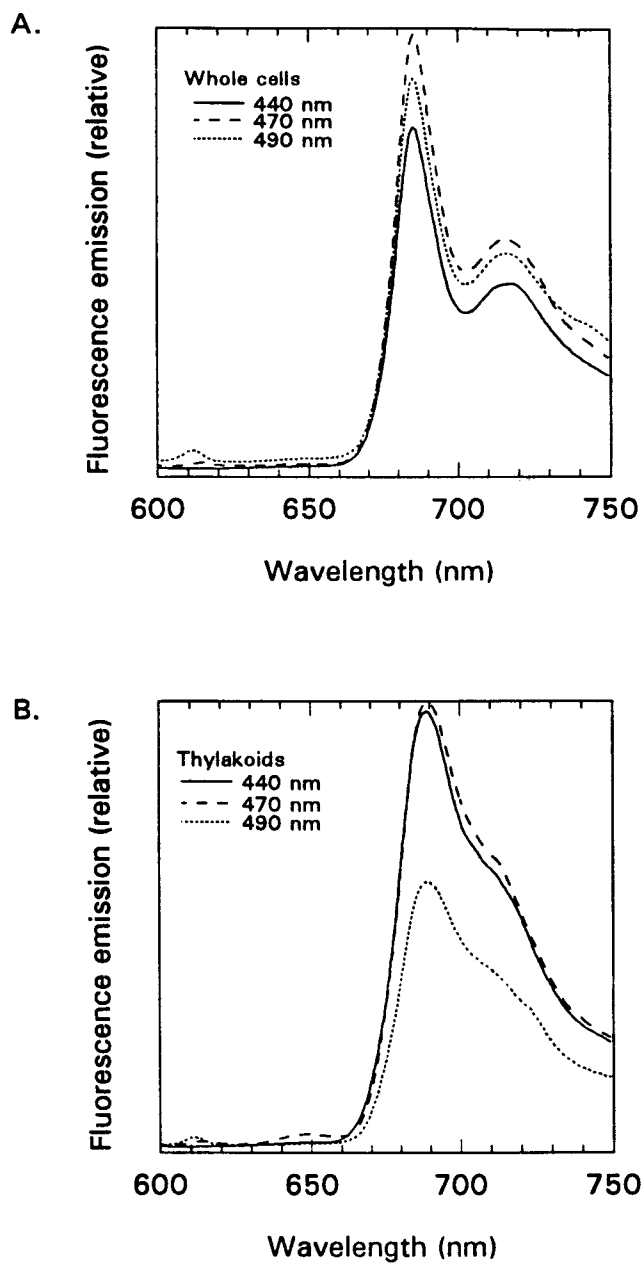 A.
Fluorescence emission (relative)
Whole cells
440 nm
470 nm
490 nm
600 650 700 750
Wavelength (nm)
B.
Fluorescence emission (relative)
Thylakoids
440 nm
470 nm
490 nm
600 650 700 750
Wavelength (nm)